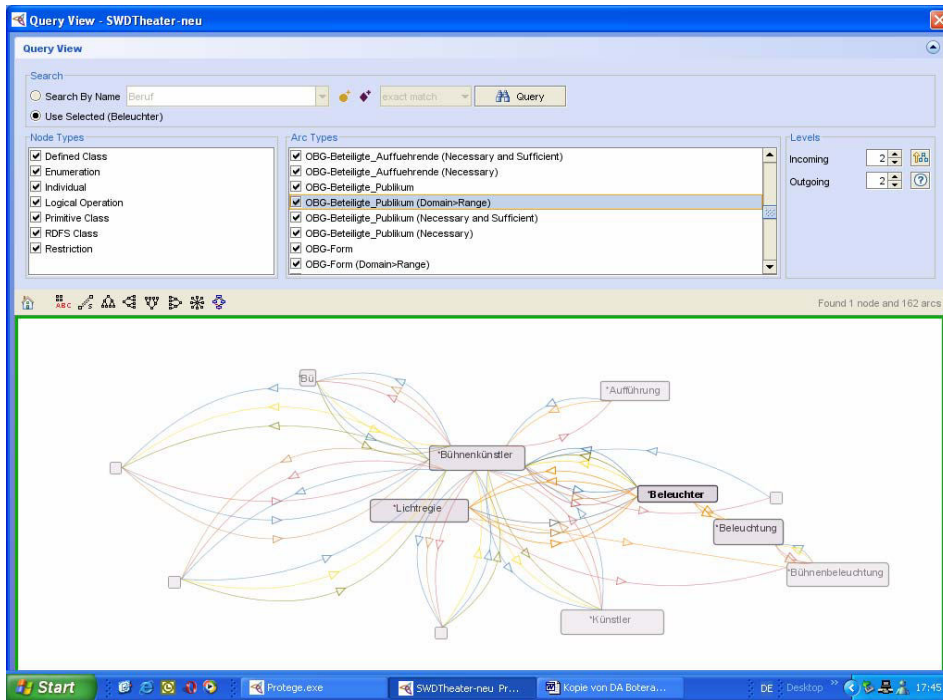 Query View - SWDTheater-neu
Query View
Search
Search By Name Beruf exact match Query
Use Selected (Beleuchter)
Node Types
Defined Class
Enumeration
Individual
Logical Operation
Primitive Class
RDFS Class
Restriction
Arc Types
OBG-Beteiligte_Auffuehrende (Necessary and Sufficient)
OBG-Beteiligte_Auffuehrende (Necessary)
OBG-Beteiligte_Publikum
OBG-Beteiligte_Publikum (Domain>Range)
OBG-Beteiligte_Publikum (Necessary and Sufficient)
OBG-Beteiligte_Publikum (Necessary)
OBG-Form
OBG-Form (Domain>Range)
Levels
Incoming 2
Outgoing 2
ABC
Found 1 node and 162 arcs
*Bü
*Aufführung
*Bühnenkünstler
*Beleuchter
*Lichtregie
*Beleuchtung
*Bühnenbeleuchtung
*Künstler
Start Protege.exe SWDTheater-neu Pr... Kopie von DA Botera... DE Desktop 17:45